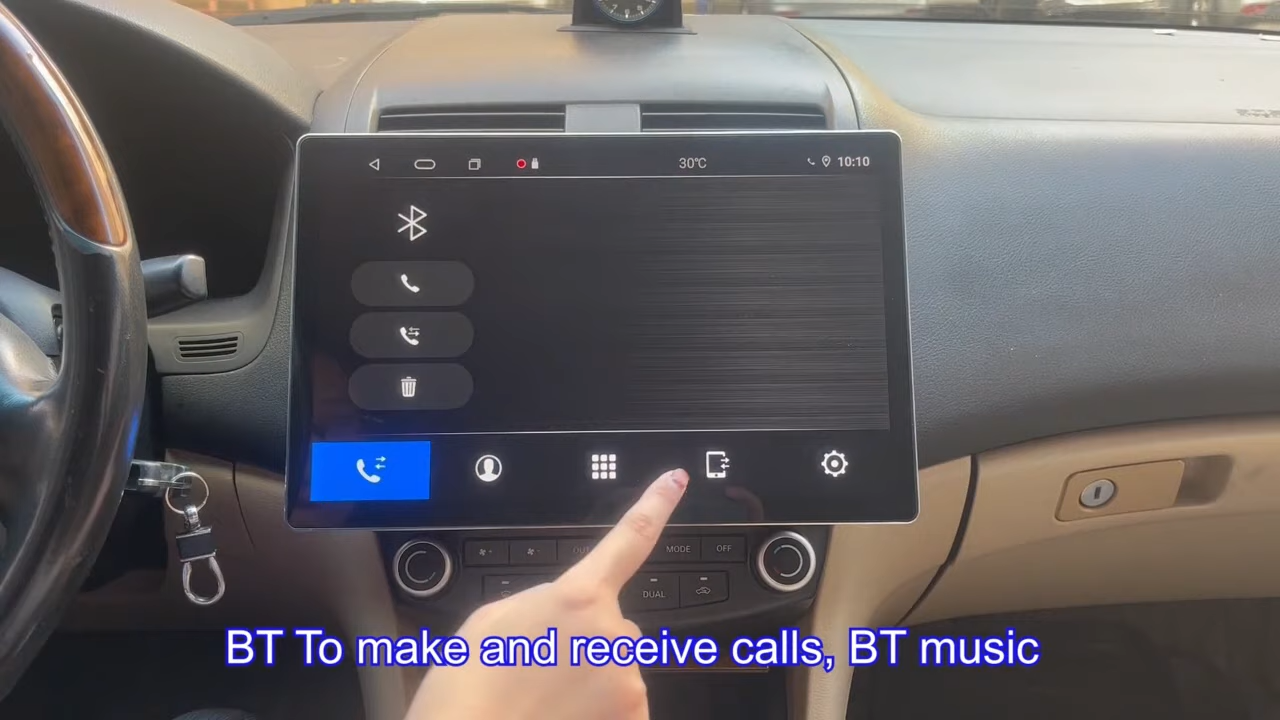 30℃
10:10
MODE
OFF
DUAL
BT To make and receive calls, BT music